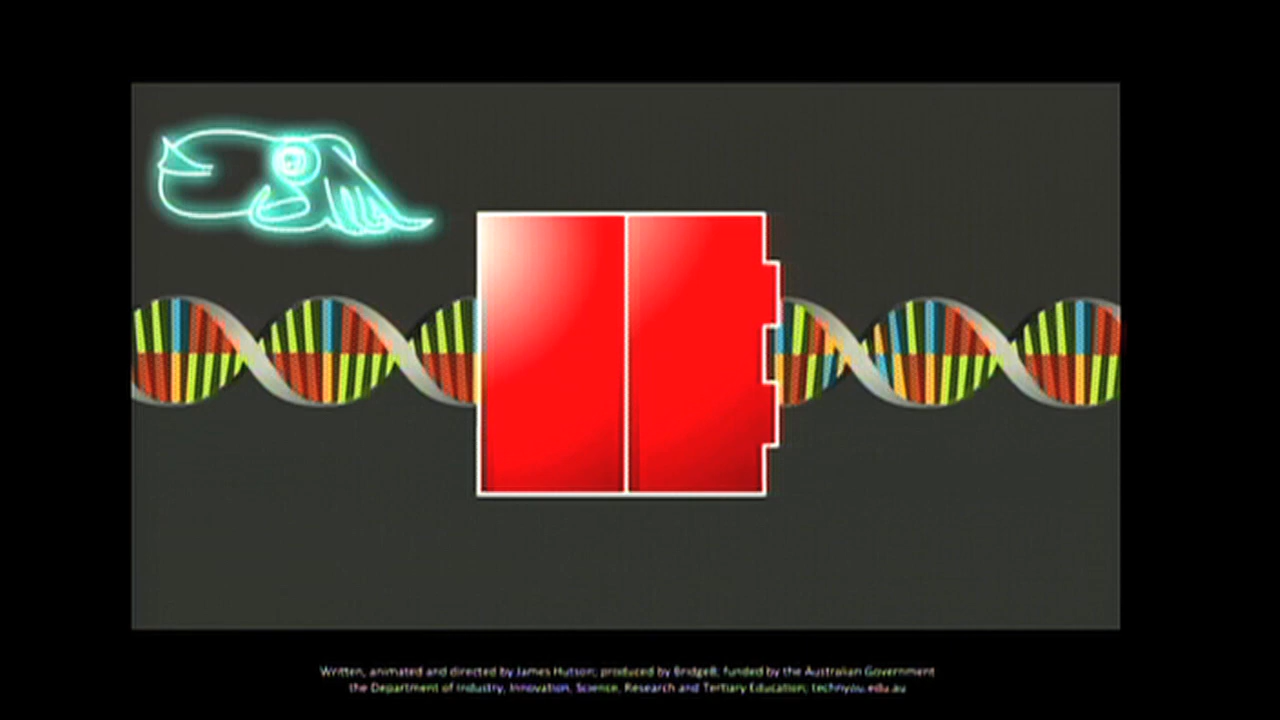 Written, animated and directed by James Hutson; produced by Bridge8; funded by the Australian Government
the Department of Industry, Innovation, Science, Research and Tertiary Education; technyou.edu.au